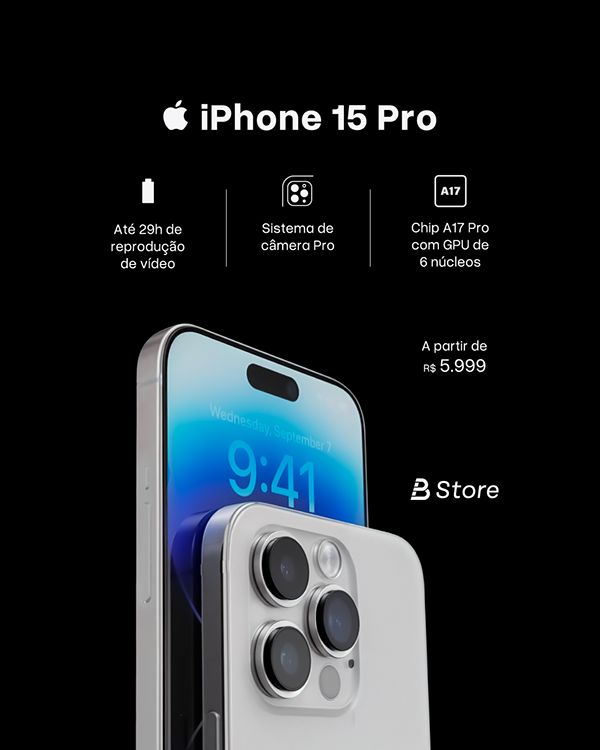 iPhone 15 Pro
Até 29h de
reprodução
de vídeo
Sistema de
câmera Pro
A17
Chip A17 Pro
com GPU de
6 núcleos
A partir de
R$ 5.999
Wednesday, September 7
9:41
B Store